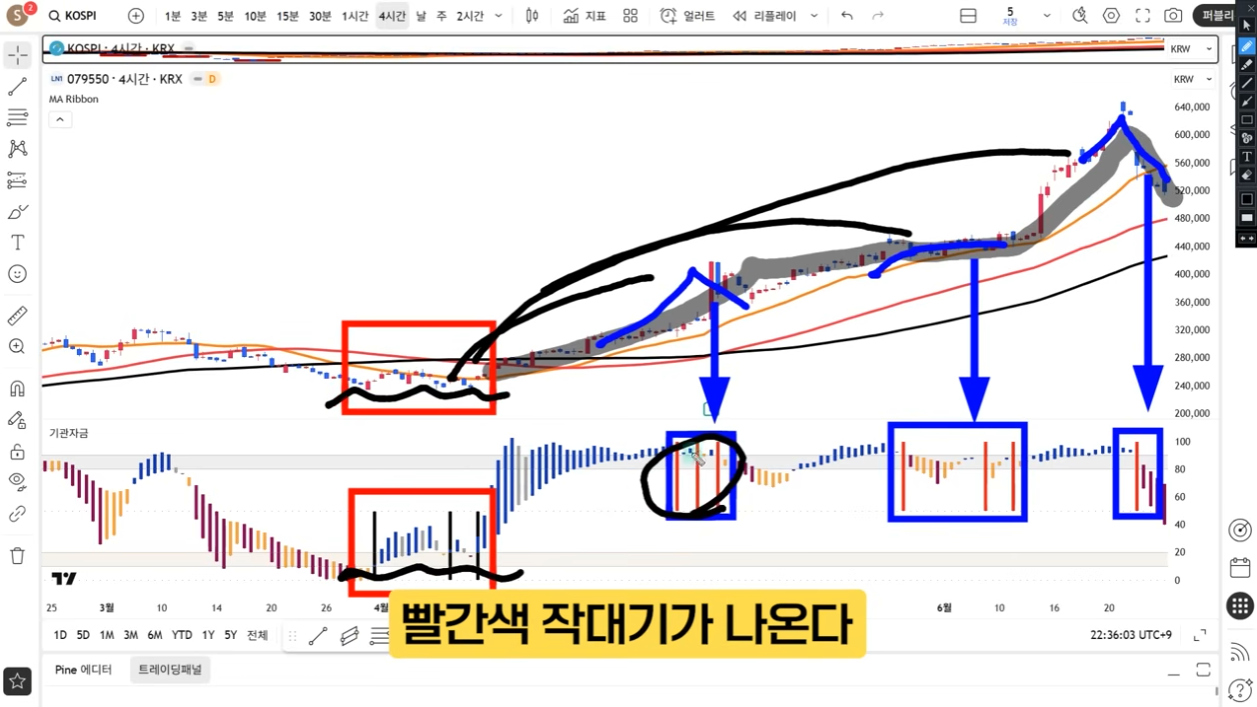 S 2 KOSPI 1분 3분 5분 10분 15분 30분 1시간 4시간 날 주 2시간 지표 얼러트 리플레이 5 저장 퍼블리
KOSPI · 4시간 · KRX KRW
LN1 079550 · 4시간 · KRX D KRW
MA Ribbon
640,000
600,000
560,000
520,000
480,000
440,000
400,000
360,000
320,000
280,000
240,000
200,000
기관자금
100
80
60
40
20
0
25 3월 10 14 20 26 4월 6월 10 16 20
빨간색 작대기가 나온다
1D 5D 1M 3M 6M YTD 1Y 5Y 전체 22:36:03 UTC+9
Pine 에디터 트레이딩패널